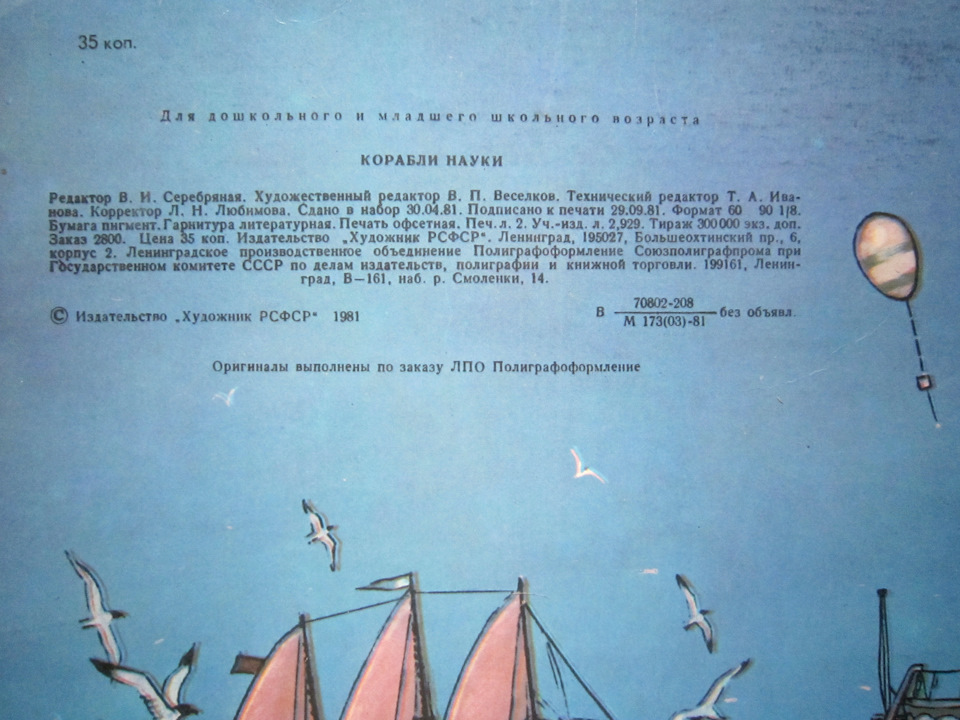 35 коп.
Для дошкольного и младшего школьного возраста
КОРАБЛИ НАУКИ
Редактор В. И. Серебряная. Художественный редактор В. П. Веселков. Технический редактор Т. А. Ива-
нова. Корректор Л. Н. Любимова. Сдано в набор 30.04.81. Подписано к печати 29.09.81. Формат 60 90 1/8.
Бумага пигмент. Гарнитура литературная. Печать офсетная. Печ. л. 2. Уч.-изд. л. 2,929. Тираж 300 000 экз. доп.
Заказ 2800. Цена 35 коп. Издательство „Художник РСФСР“. Ленинград, 195027, Большеохтинский пр., 6,
корпус 2. Ленинградское производственное объединение Полиграфоформление Союзполиграфпрома при
Государственном комитете СССР по делам издательств, полиграфии и книжной торговли. 199161, Ленин-
град, В—161, наб. р. Смоленки, 14.
© Издательство „Художник РСФСР“ 1981
В 70802-208 / М 173(03)-81 без объявл.
Оригиналы выполнены по заказу ЛПО Полиграфоформление